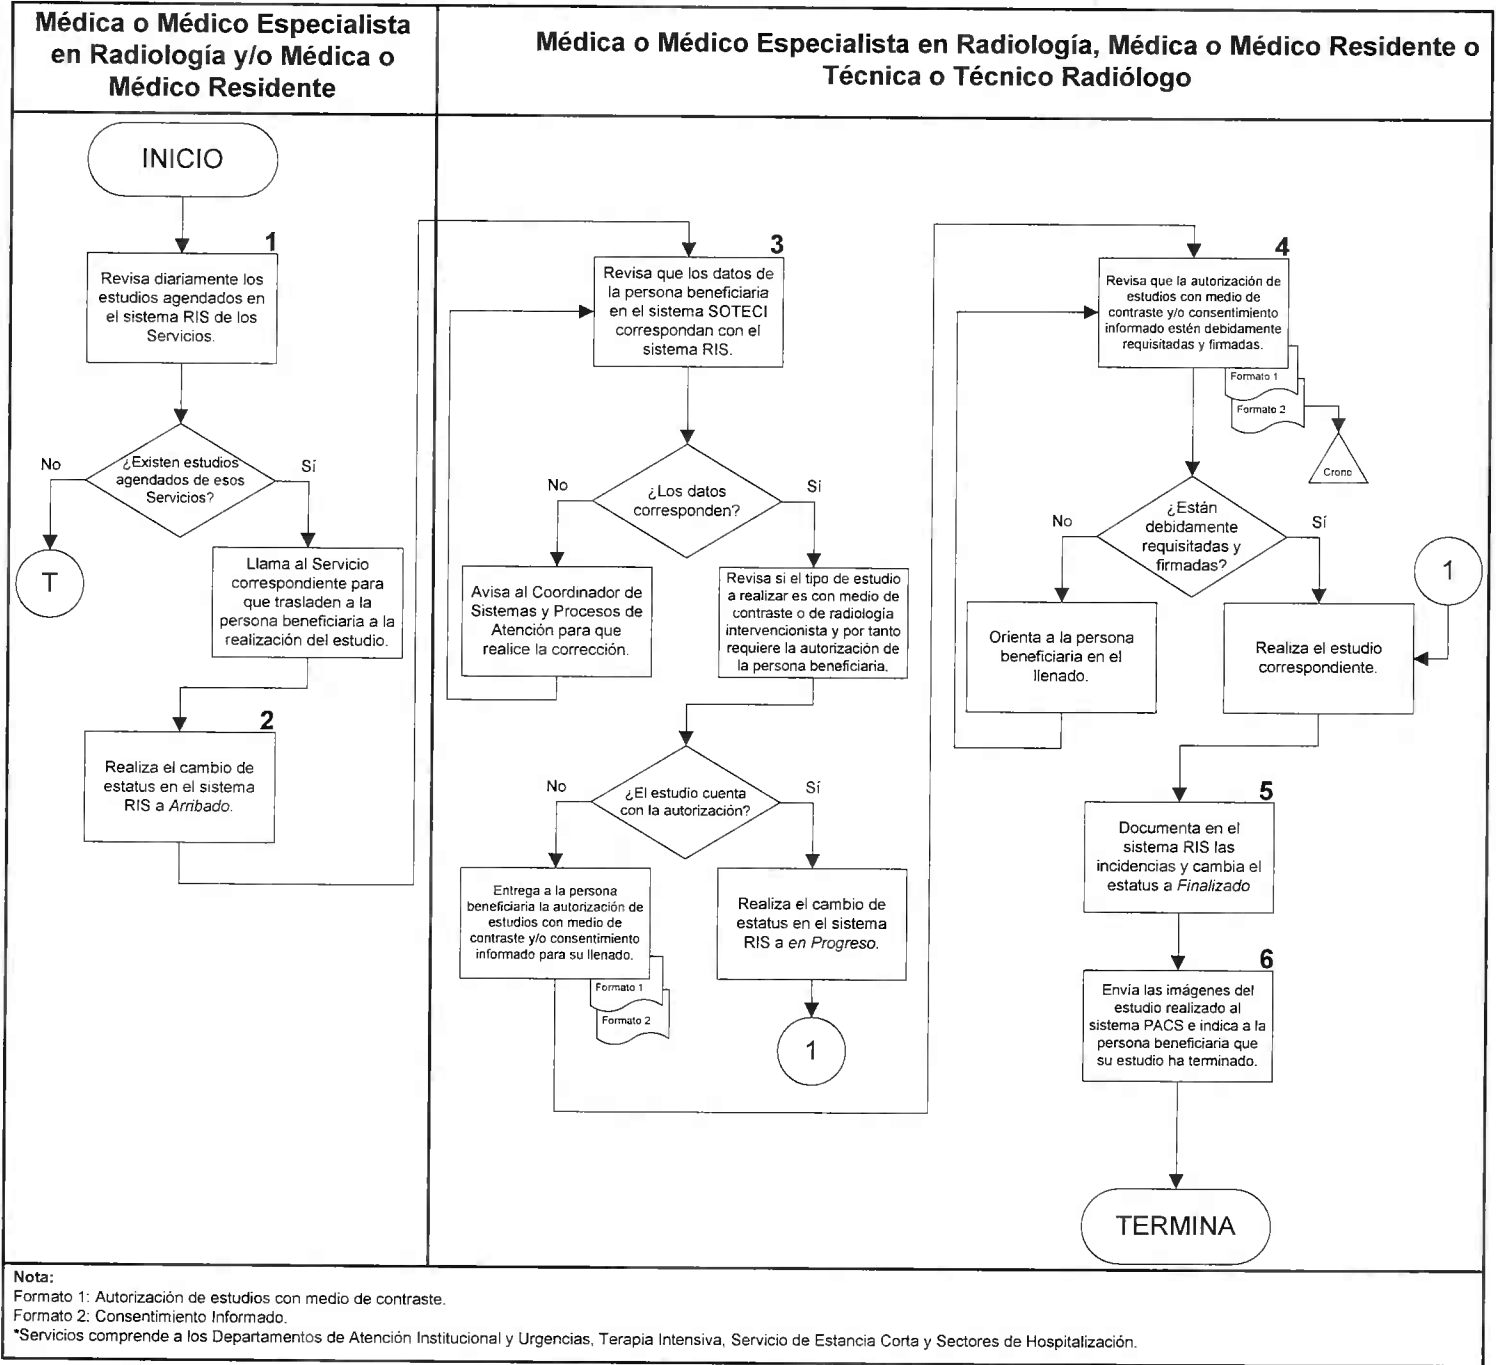 Médica o Médico Especialista
en Radiología y/o Médica o
Médico Residente
Médica o Médico Especialista en Radiología, Médica o Médico Residente o
Técnica o Técnico Radiólogo
INICIO
1
Revisa diariamente los
estudios agendados en
el sistema RIS de los
Servicios.
¿Existen estudios
agendados de esos
Servicios?
No
Sí
T
Llama al Servicio
correspondiente para
que trasladen a la
persona beneficiaria a la
realización del estudio.
2
Realiza el cambio de
estatus en el sistema
RIS a Arribado.
3
Revisa que los datos de
la persona beneficiaria
en el sistema SOTECI
correspondan con el
sistema RIS.
¿Los datos
corresponden?
No
Sí
Avisa al Coordinador de
Sistemas y Procesos de
Atención para que
realice la corrección.
Revisa si el tipo de estudio
a realizar es con medio de
contraste o de radiología
intervencionista y por tanto
requiere la autorización de
la persona beneficiaria.
¿El estudio cuenta
con la autorización?
No
Sí
Entrega a la persona
beneficiaria la autorización de
estudios con medio de
contraste y/o consentimiento
informado para su llenado.
Formato 1
Formato 2
Realiza el cambio de
estatus en el sistema
RIS a en Progreso.
1
4
Revisa que la autorización de
estudios con medio de
contraste y/o consentimiento
informado estén debidamente
requisitadas y firmadas.
Formato 1
Formato 2
Crono
¿Están
debidamente
requisitadas y
firmadas?
No
Sí
1
Orienta a la persona
beneficiaria en el
llenado.
Realiza el estudio
correspondiente.
5
Documenta en el
sistema RIS las
incidencias y cambia el
estatus a Finalizado
6
Envía las imágenes del
estudio realizado al
sistema PACS e indica a la
persona beneficiaria que
su estudio ha terminado.
TERMINA
Nota:
Formato 1: Autorización de estudios con medio de contraste.
Formato 2: Consentimiento Informado.
*Servicios comprende a los Departamentos de Atención Institucional y Urgencias, Terapia Intensiva, Servicio de Estancia Corta y Sectores de Hospitalización.